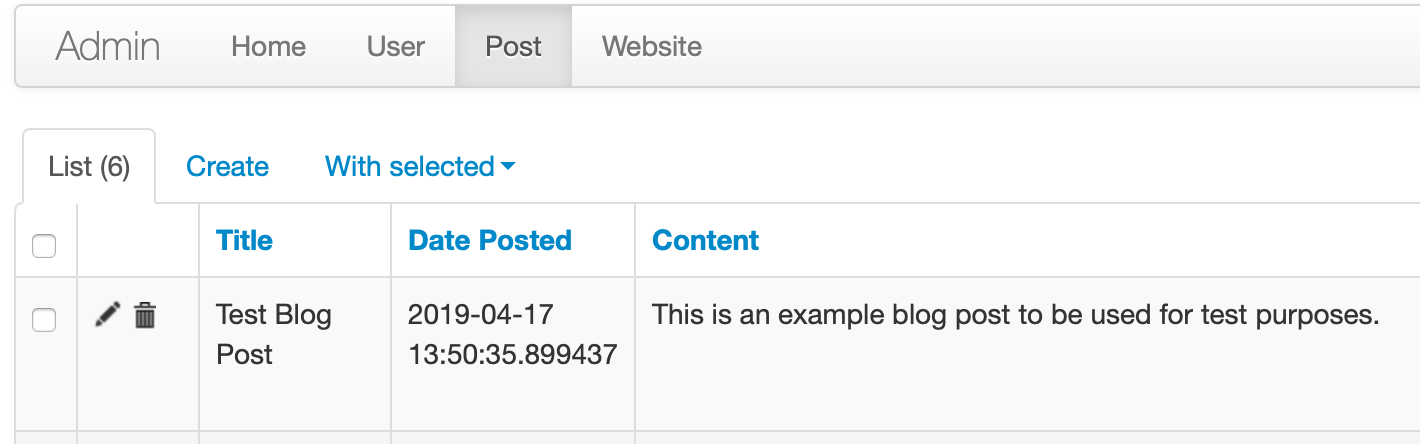 Admin Home User Post Website
List (6) Create With selected
Title Date Posted Content
Test Blog 2019-04-17 This is an example blog post to be used for test purposes.
Post 13:50:35.899437